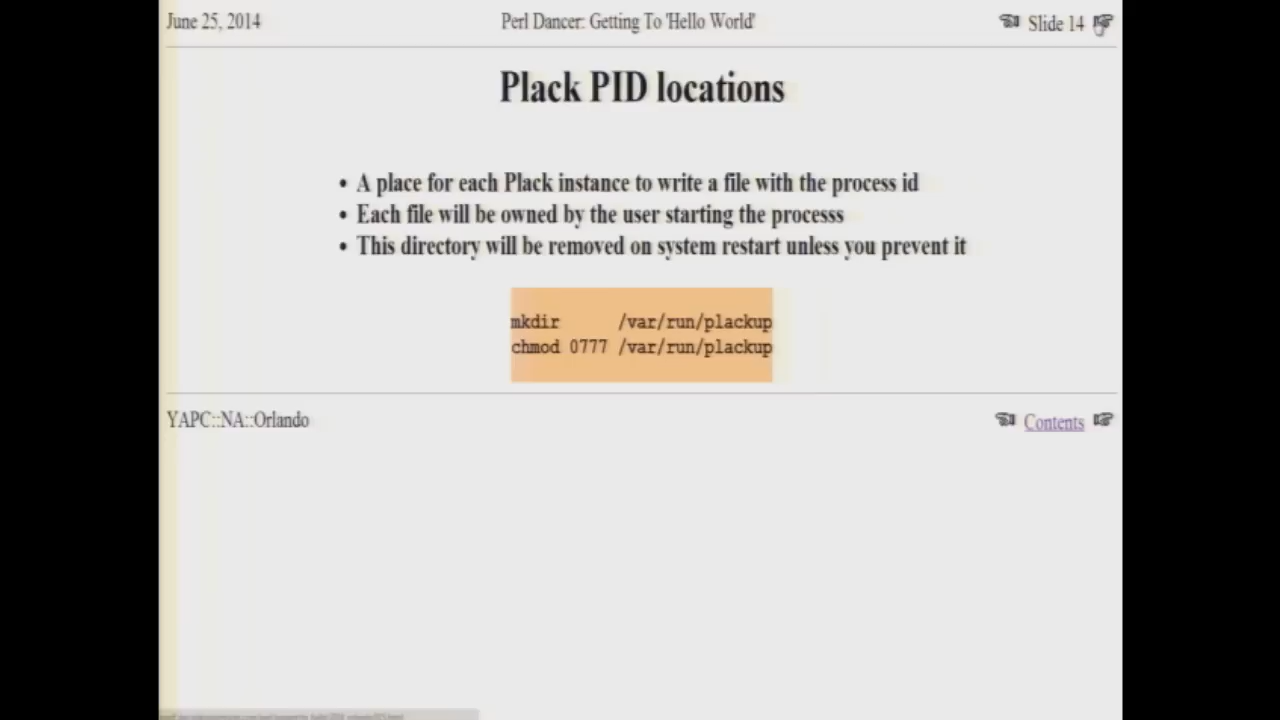 June 25, 2014
Perl Dancer: Getting To 'Hello World'
Slide 14
Plack PID locations
• A place for each Plack instance to write a file with the process id
• Each file will be owned by the user starting the processs
• This directory will be removed on system restart unless you prevent it
mkdir      /var/run/plackup
chmod 0777 /var/run/plackup
YAPC::NA::Orlando
Contents